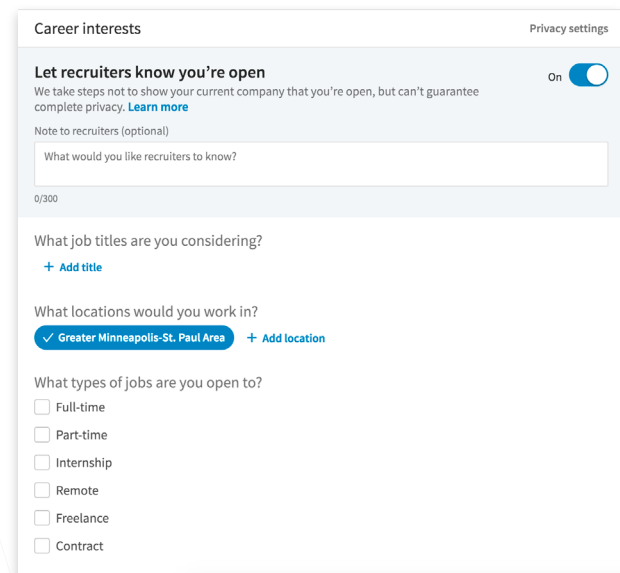 Career interests
Privacy settings
Let recruiters know you're open
On
We take steps not to show your current company that you're open, but can't guarantee
complete privacy. Learn more
Note to recruiters (optional)
What would you like recruiters to know?
0/300
What job titles are you considering?
+ Add title
What locations would you work in?
✓ Greater Minneapolis-St. Paul Area
+ Add location
What types of jobs are you open to?
Full-time
Part-time
Internship
Remote
Freelance
Contract